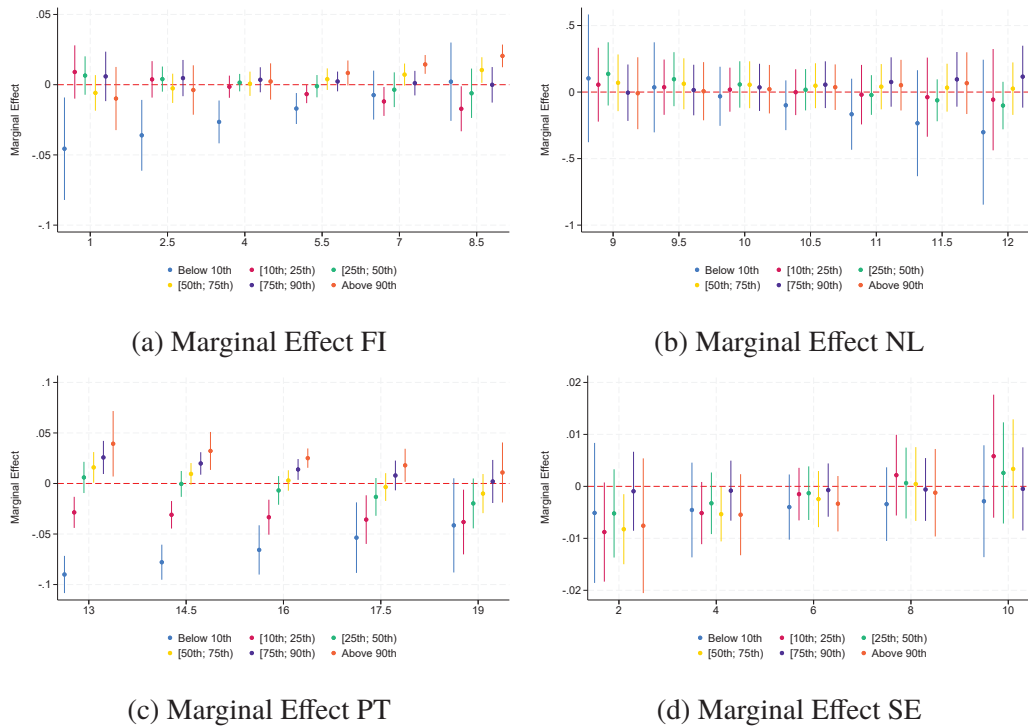 .05
0
-.05
-.1
Marginal Effect
1 2.5 4 5.5 7 8.5
Below 10th [10th; 25th) [25th; 50th)
[50th; 75th) [75th; 90th) Above 90th
(a) Marginal Effect FI
.5
0
-.5
-1
Marginal Effect
9 9.5 10 10.5 11 11.5 12
Below 10th [10th; 25th) [25th; 50th)
[50th; 75th) [75th; 90th) Above 90th
(b) Marginal Effect NL
.1
.05
0
-.05
-.1
Marginal Effect
13 14.5 16 17.5 19
Below 10th [10th; 25th) [25th; 50th)
[50th; 75th) [75th; 90th) Above 90th
(c) Marginal Effect PT
.02
.01
0
-.01
-.02
Marginal Effect
2 4 6 8 10
Below 10th [10th; 25th) [25th; 50th)
[50th; 75th) [75th; 90th) Above 90th
(d) Marginal Effect SE